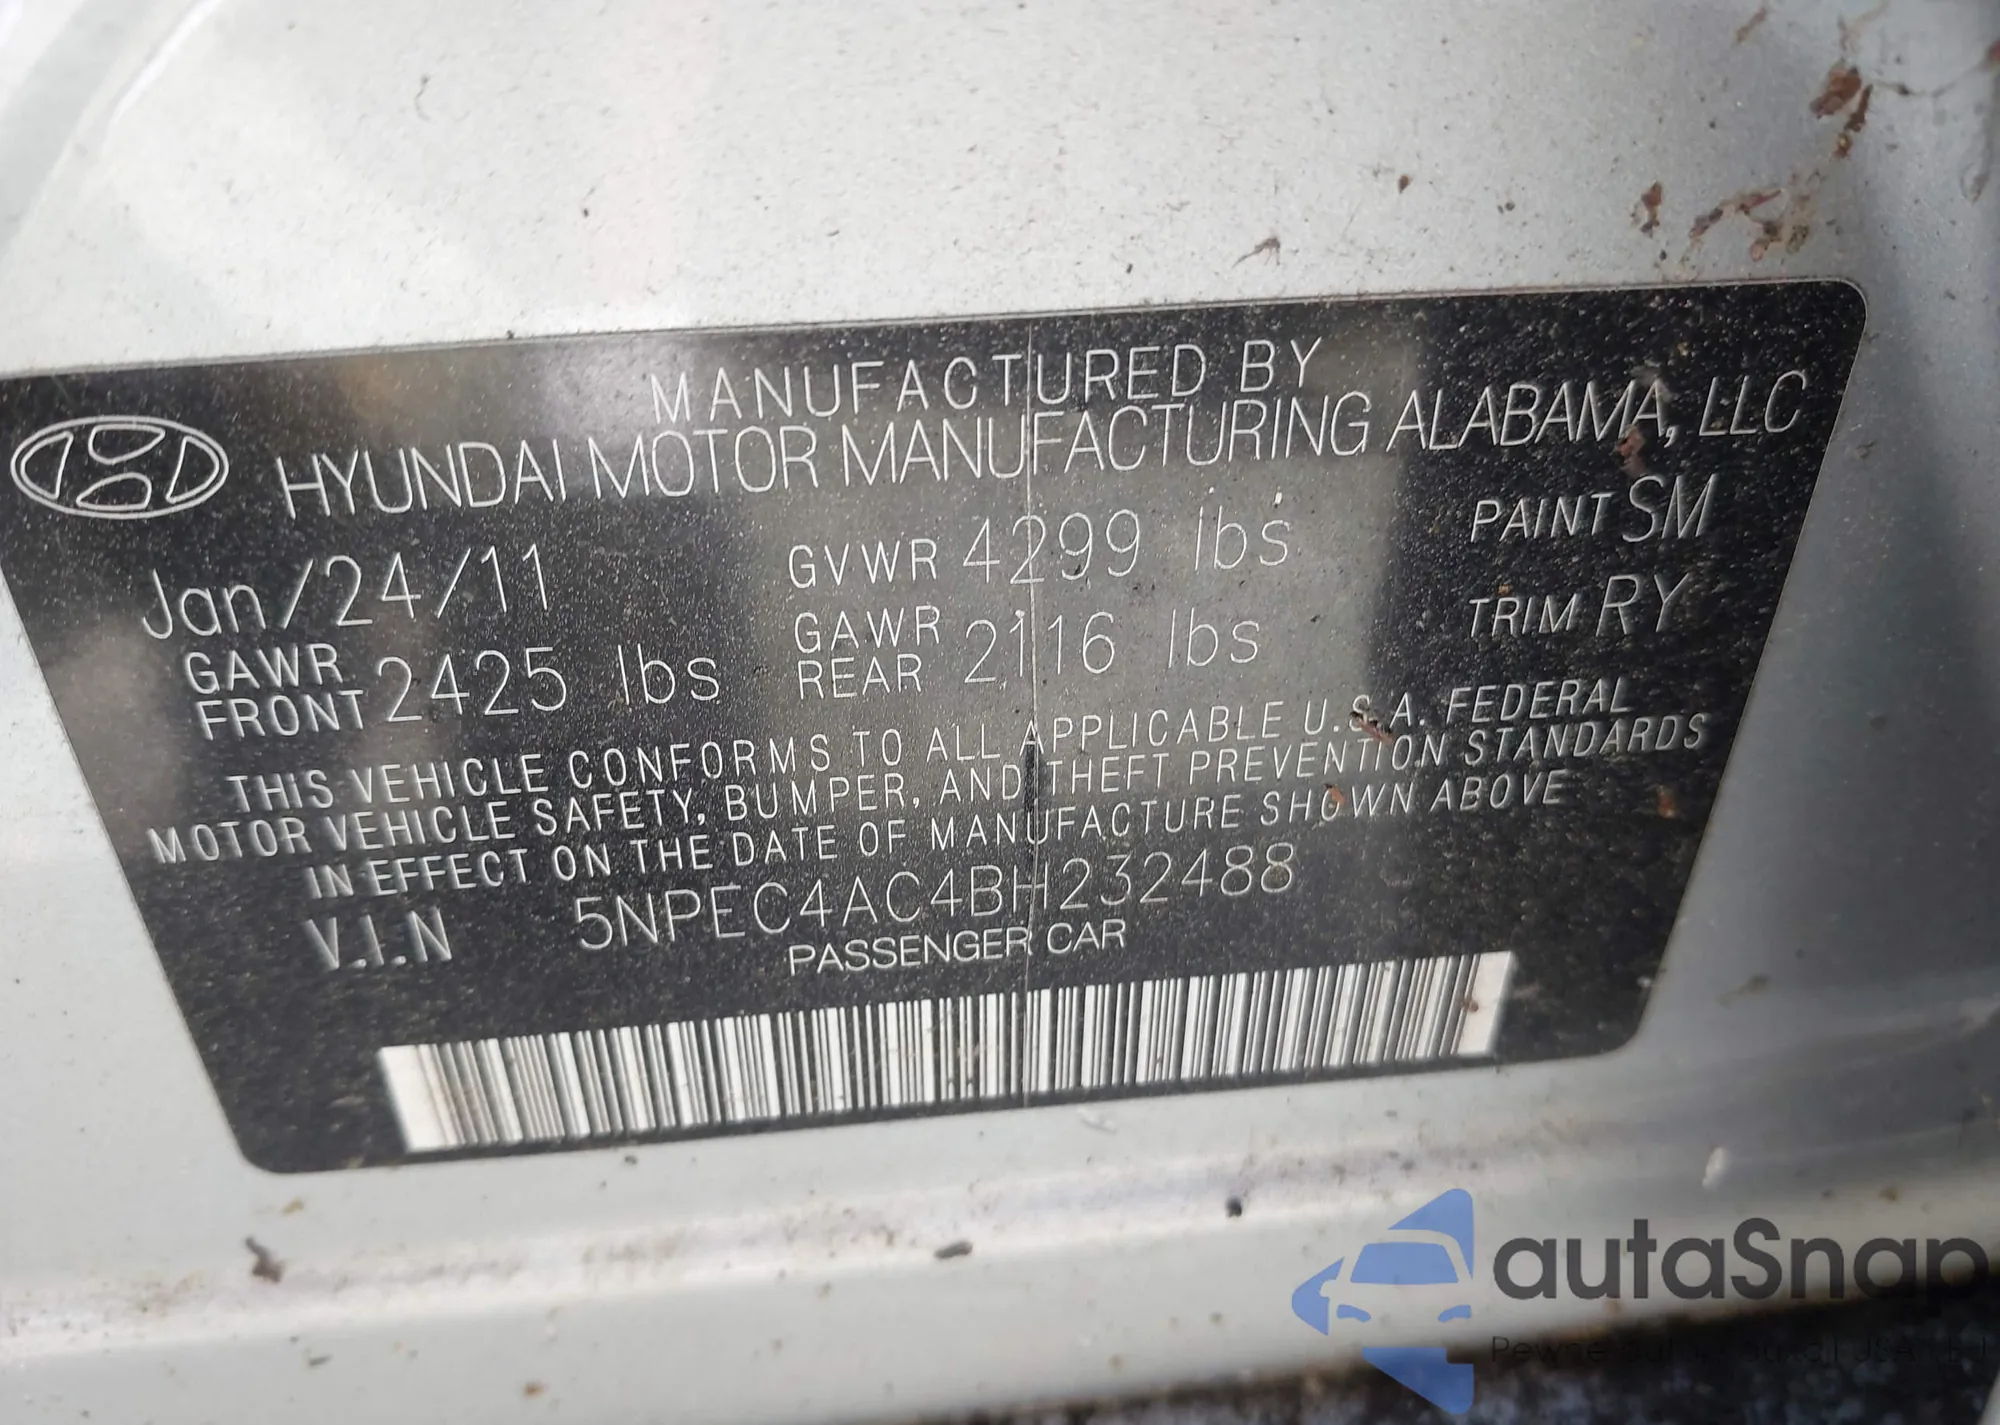 MANUFACTURED BY
HYUNDAI MOTOR MANUFACTURING ALABAMA, LLC
Jan/24/11 GVWR 4299 lbs PAINT SM
GAWR FRONT 2425 lbs GAWR REAR 2116 lbs TRIM RY
THIS VEHICLE CONFORMS TO ALL APPLICABLE U.S.A. FEDERAL
MOTOR VEHICLE SAFETY, BUMPER, AND THEFT PREVENTION STANDARDS
IN EFFECT ON THE DATE OF MANUFACTURE SHOWN ABOVE
V.I.N 5NPEC4AC4BH232488
PASSENGER CAR
autaSnap